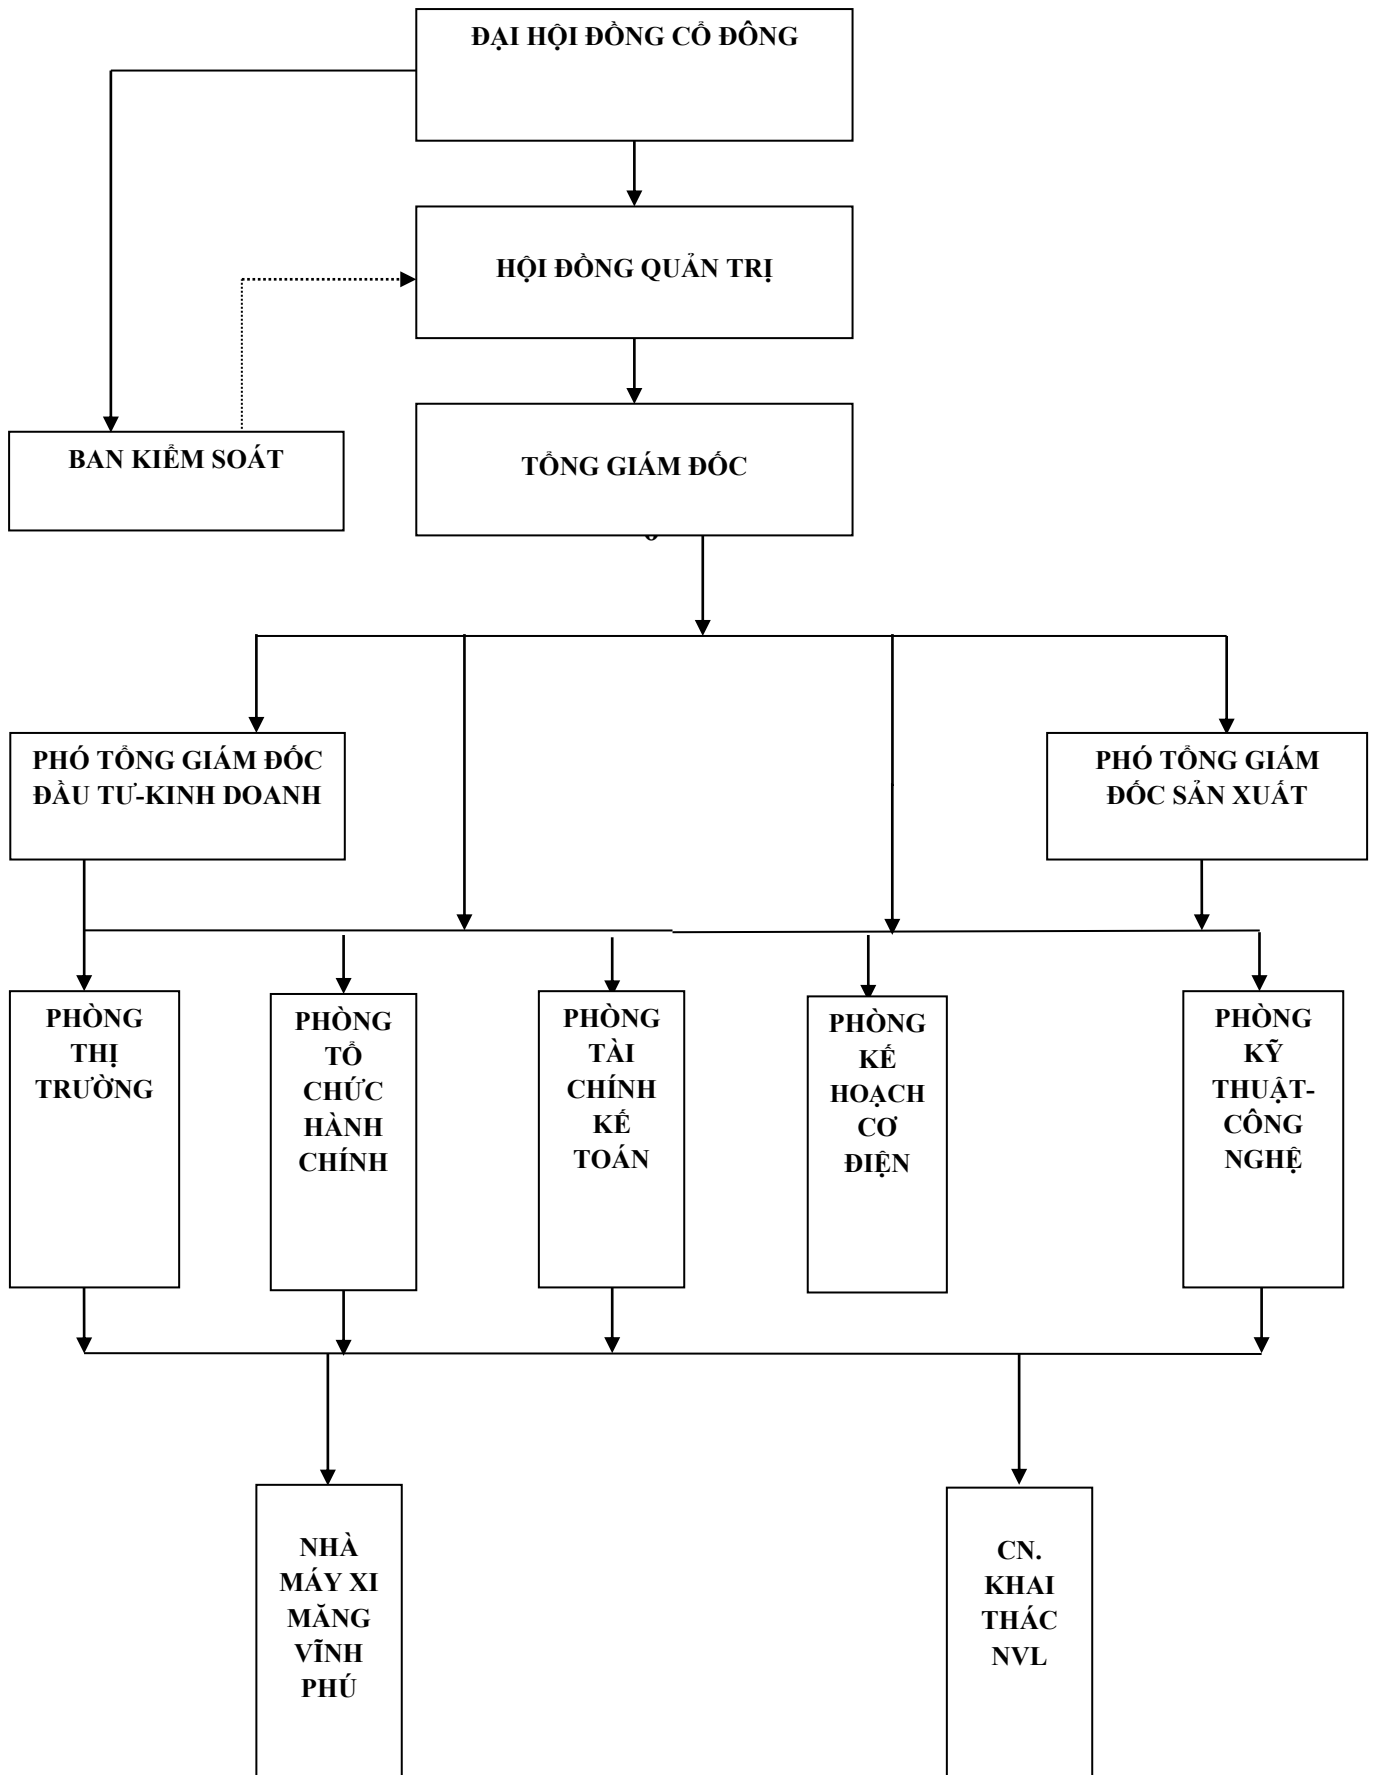 ĐẠI HỘI ĐỒNG CỔ ĐÔNG
HỘI ĐỒNG QUẢN TRỊ
BAN KIỂM SOÁT
TỔNG GIÁM ĐỐC
PHÓ TỔNG GIÁM ĐỐC
ĐẦU TƯ-KINH DOANH
PHÓ TỔNG GIÁM
ĐỐC SẢN XUẤT
PHÒNG
THỊ
TRƯỜNG
PHÒNG
TỔ
CHỨC
HÀNH
CHÍNH
PHÒNG
TÀI
CHÍNH
KẾ
TOÁN
PHÒNG
KẾ
HOẠCH
CƠ
ĐIỆN
PHÒNG
KỸ
THUẬT-
CÔNG
NGHỆ
NHÀ
MÁY XI
MĂNG
VĨNH
PHÚ
CN.
KHAI
THÁC
NVL